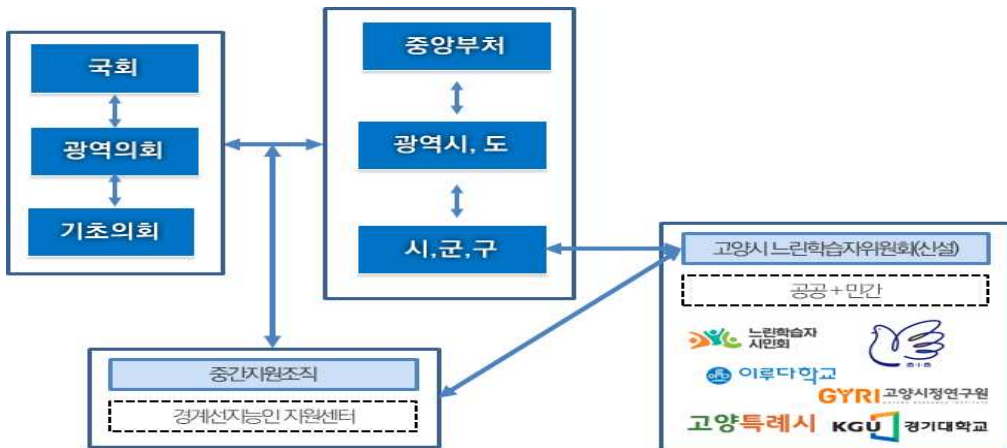 국회
광역의회
기초의회
중앙부처
광역시, 도
시,군,구
고양시 느린학습자위원회(신설)
공공 + 민간
느린학습자
시민회
이루다학교
GYRI 고양시정연구원
고양특례시
KGU 경기대학교
중간지원조직
경계선지능인 지원센터